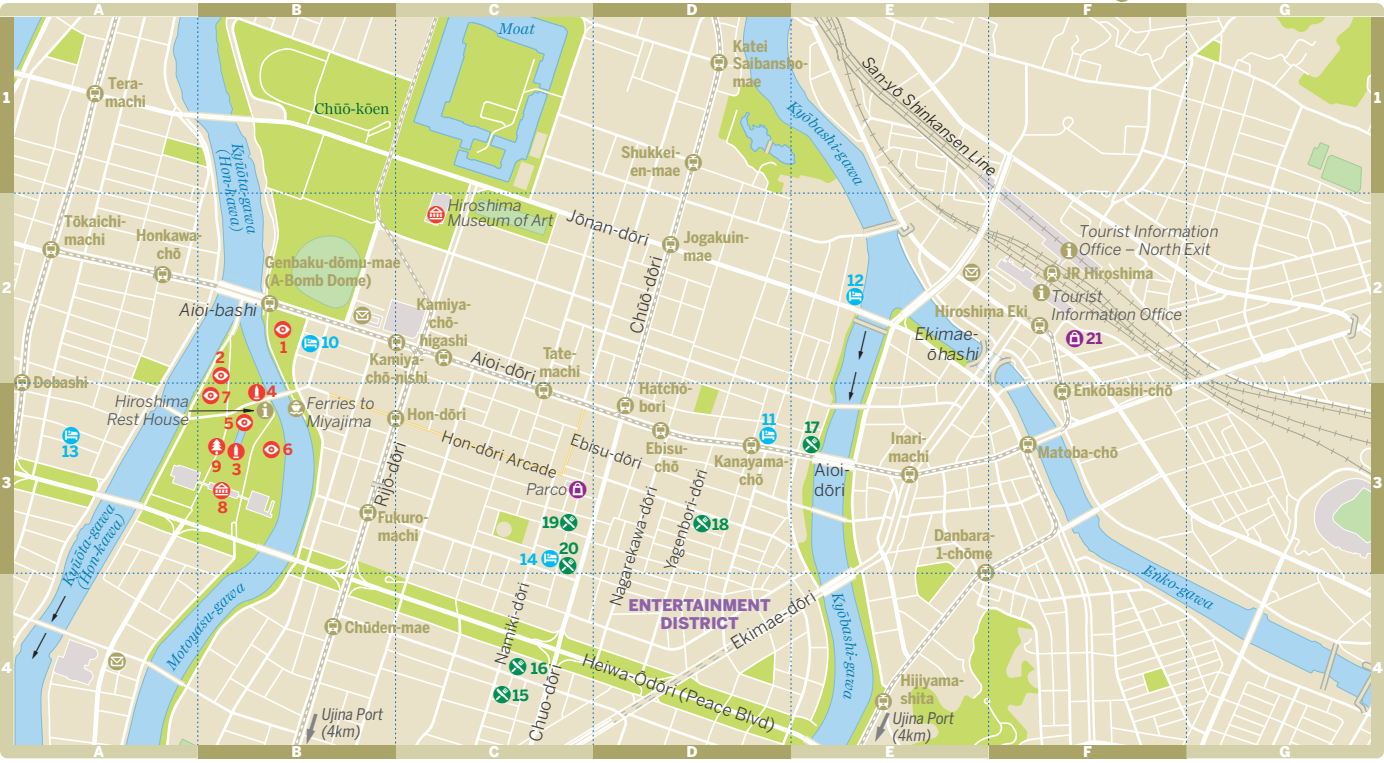 A
B
C
D
E
F
G
1
1
2
2
3
3
4
4
A
B
C
D
E
F
G
Moat
Katei
Saibansho-
mae
San-yō Shinkansen Line
Tera-
machi
Chūō-kōen
Kyōbashi-gawa
Kyūōta-gawa
(Hon-kawa)
Shukkei-
en-mae
Hiroshima
Museum of Art
Jōnan-dōri
Tōkaichi-
machi
Honkawa-
chō
Jogakuin-
mae
Tourist Information
Office – North Exit
JR Hiroshima
Genbaku-dōmu-mae
(A-Bomb Dome)
Chūō-dōri
12
Tourist
Information Office
Aioi-bashi
Kamiya-
chō-
higashi
Hiroshima Eki
Ekimae-
ōhashi
21
1
10
Kamiya-
chō-nishi
Aioi-dōri
Tate-
machi
2
Dobashi
7
4
Hiroshima
Rest House
Ferries to
Miyajima
Hon-dōri
Hatchō-
bori
Enkōbashi-chō
5
13
9
3
6
8
Hon-dōri Arcade
Ebisu-dōri
Ebisu-
chō
11
Kanayama-
chō
17
Aioi-
dōri
Inari-
machi
Matoba-chō
Rijō-dōri
Parco
Fukuro-
machi
19
20
14
Nagarekawa-dōri
Yagenbori-dōri
18
Danbara-
1-chōme
Kyūōta-gawa
(Hon-kawa)
Motoyasu-gawa
Enko-gawa
ENTERTAINMENT
DISTRICT
Namiki-dōri
Ekimae-dōri
Kyōbashi-gawa
Chūden-mae
16
15
Chuo-dōri
Heiwa-Ōdōri (Peace Blvd)
Hijiyama-
shita
Ujina Port
(4km)
Ujina Port
(4km)